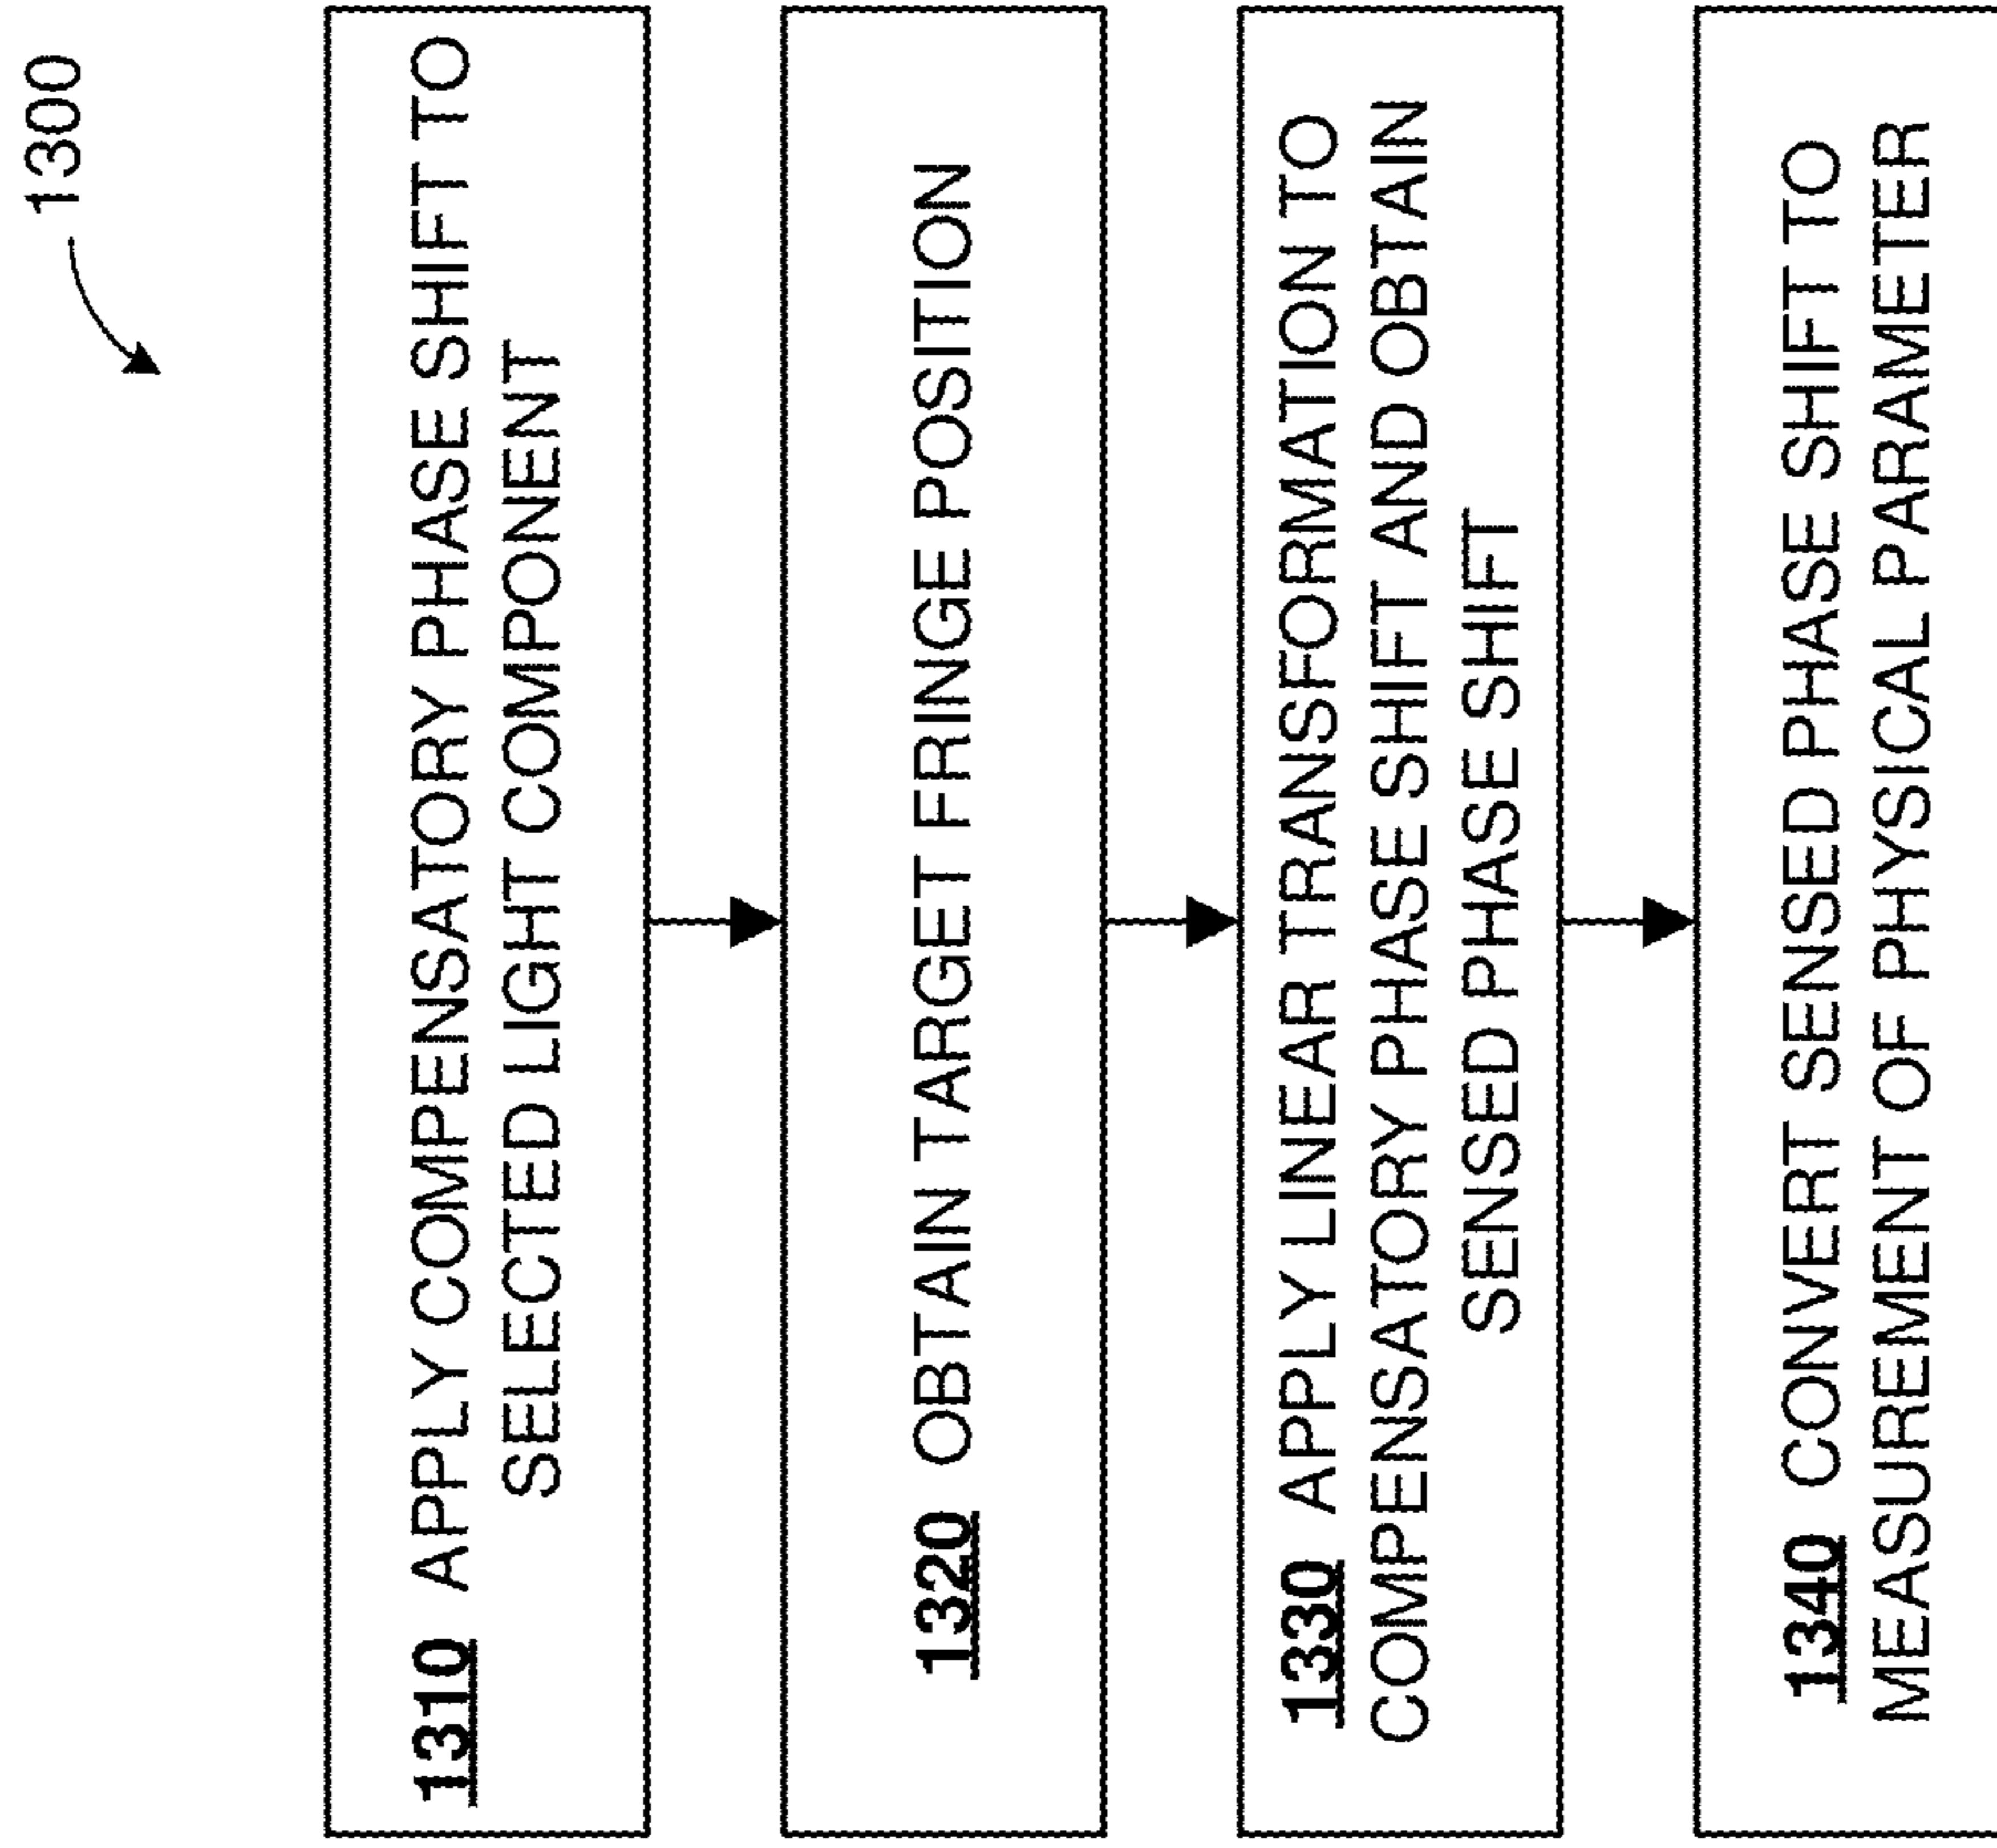 1300
1310 APPLY COMPENSATORY PHASE SHIFT TO
SELECTED LIGHT COMPONENT
1320 OBTAIN TARGET FRINGE POSITION
1330 APPLY LINEAR TRANSFORMATION TO
COMPENSATORY PHASE SHIFT AND OBTAIN
SENSED PHASE SHIFT
1340 CONVERT SENSED PHASE SHIFT TO
MEASUREMENT OF PHYSICAL PARAMETER